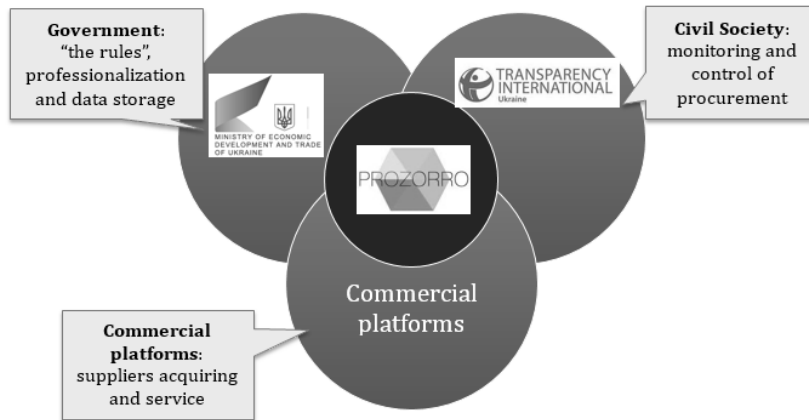 Government:
“the rules”,
professionalization
and data storage
MINISTRY OF ECONOMIC
DEVELOPMENT AND TRADE
OF UKRAINE
TRANSPARENCY
INTERNATIONAL
Ukraine
Civil Society:
monitoring and
control of
procurement
PROZORRO
Commercial
platforms
Commercial
platforms:
suppliers acquiring
and service